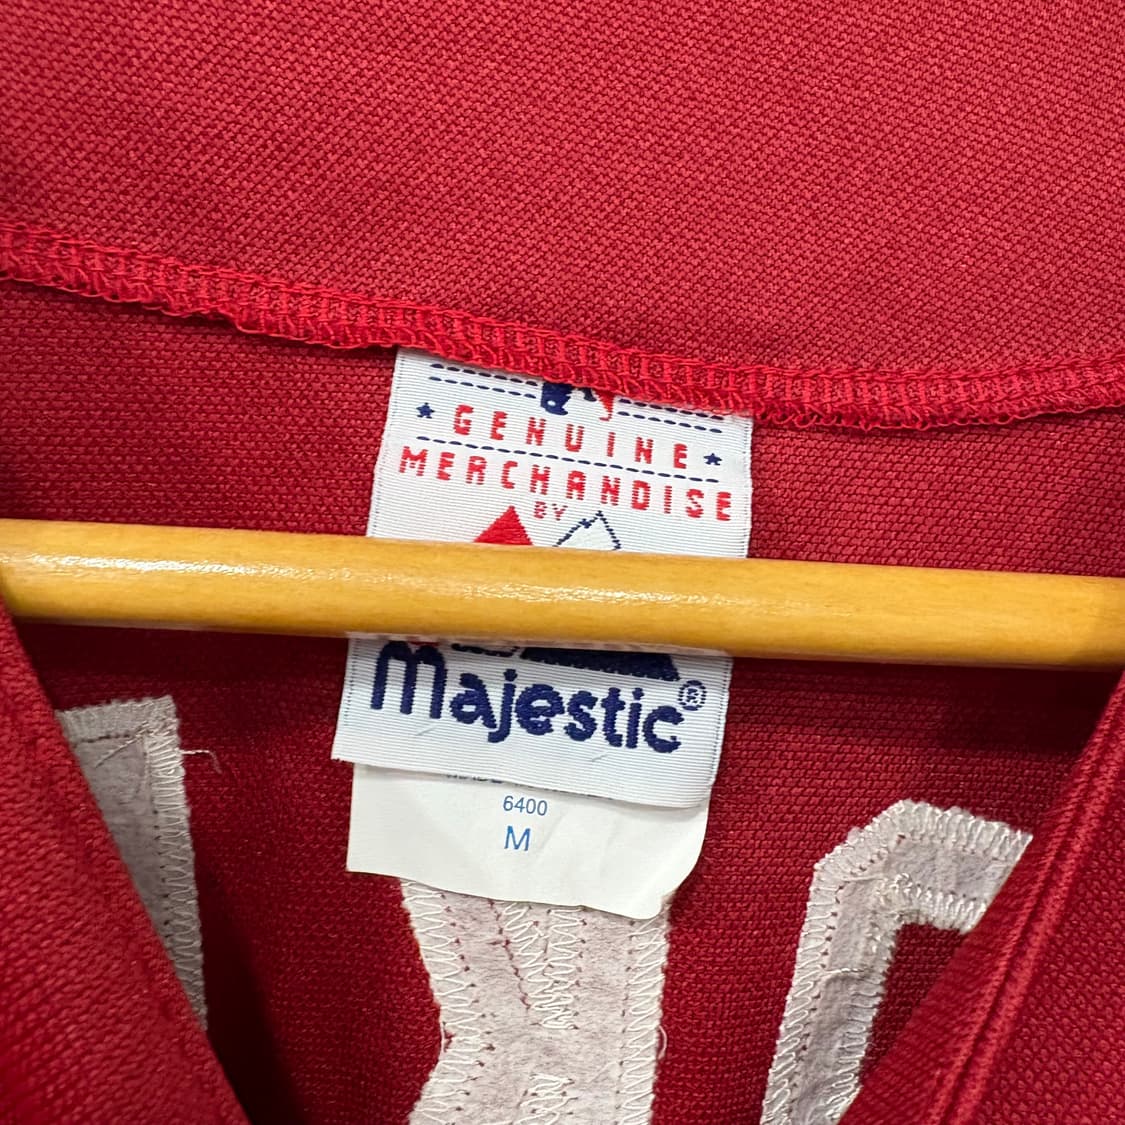 GENUINE
MERCHANDISE
BY
Majestic®
6400
M